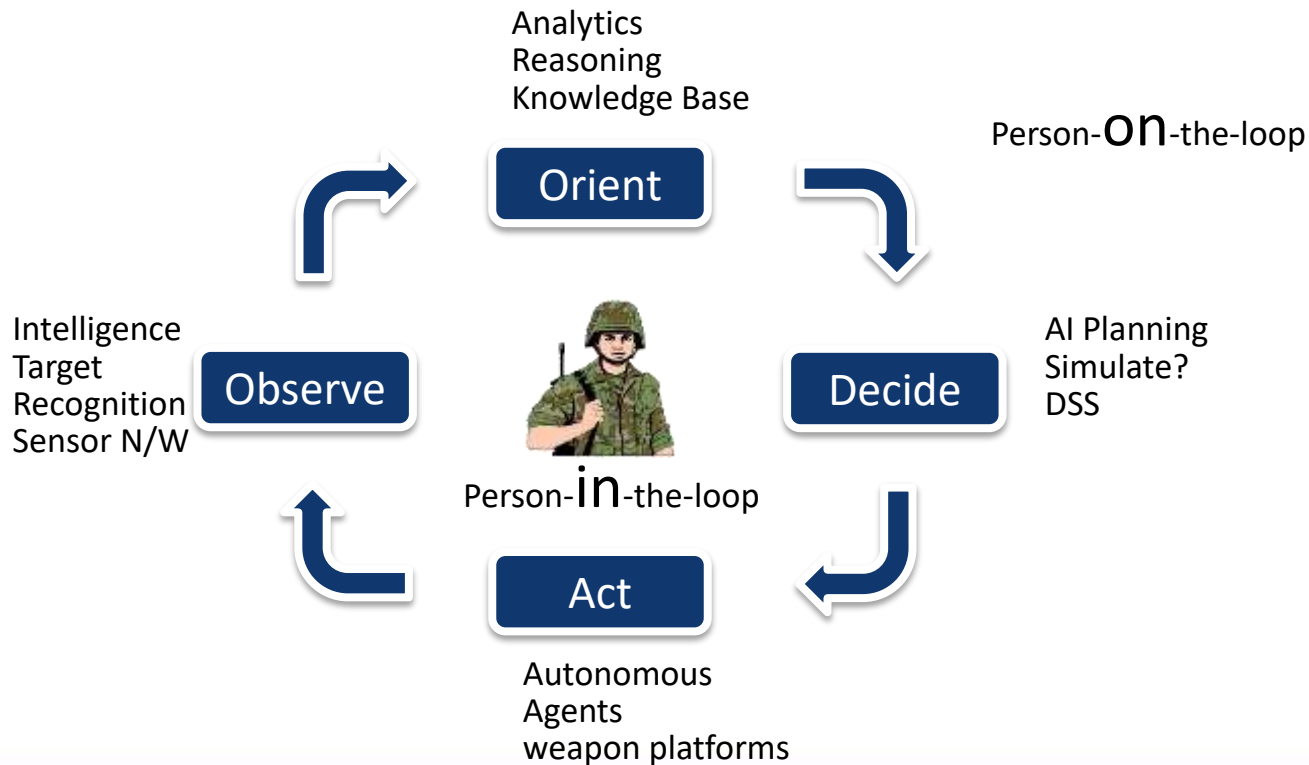 Analytics
Reasoning
Knowledge Base
Person-on-the-loop
Orient
Intelligence
Target
Recognition
Sensor N/W
Observe
Decide
AI Planning
Simulate?
DSS
Person-in-the-loop
Act
Autonomous
Agents
weapon platforms